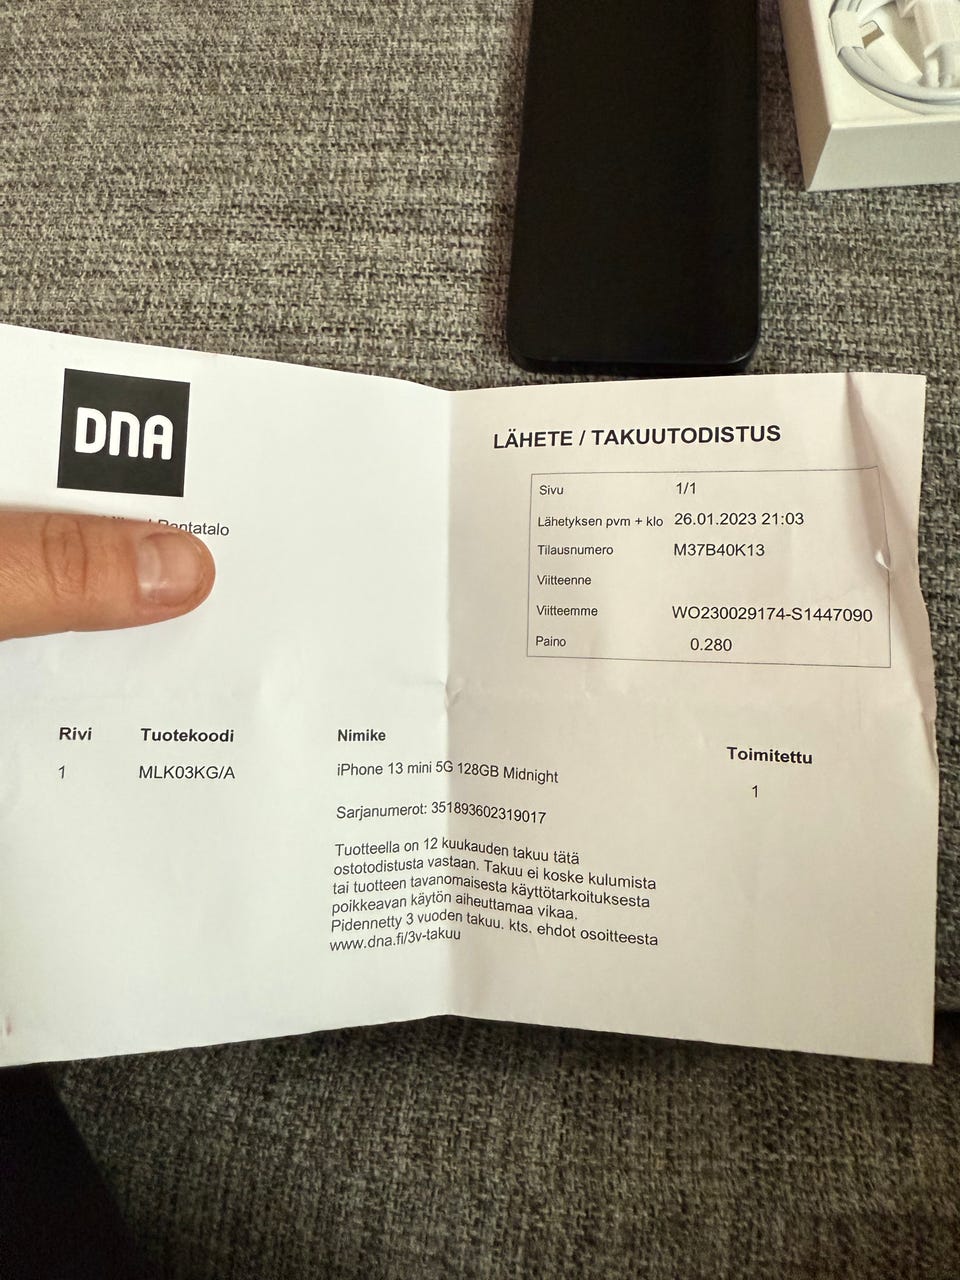 DNA
Rantatalo
LÄHETE / TAKUUTODISTUS
Sivu 1/1
Lähetyksen pvm + klo 26.01.2023 21:03
Tilausnumero M37B40K13
Viitteenne
Viitteemme WO230029174-S1447090
Paino 0.280
Rivi Tuotekoodi Nimike Toimitettu
1 MLK03KG/A iPhone 13 mini 5G 128GB Midnight 1
Sarjanumerot: 351893602319017
Tuotteella on 12 kuukauden takuu tätä
ostotodistusta vastaan. Takuu ei koske kulumista
tai tuotteen tavanomaisesta käyttötarkoituksesta
poikkeavan käytön aiheuttamaa vikaa.
Pidennetty 3 vuoden takuu. kts. ehdot osoitteesta
www.dna.fi/3v-takuu